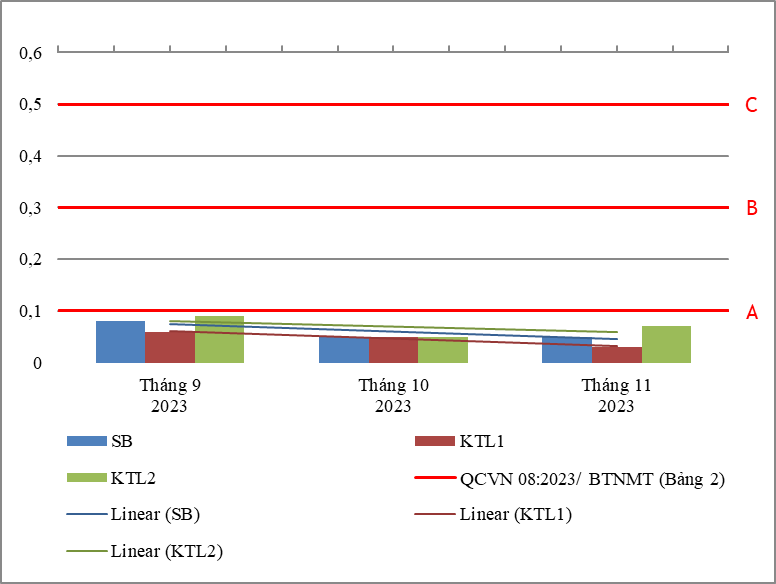 0,6
0,5
C
0,4
0,3
B
0,2
0,1
A
0
Tháng 9
2023
Tháng 10
2023
Tháng 11
2023
SB
KTL1
KTL2
QCVN 08:2023/ BTNMT (Bảng 2)
Linear (SB)
Linear (KTL1)
Linear (KTL2)